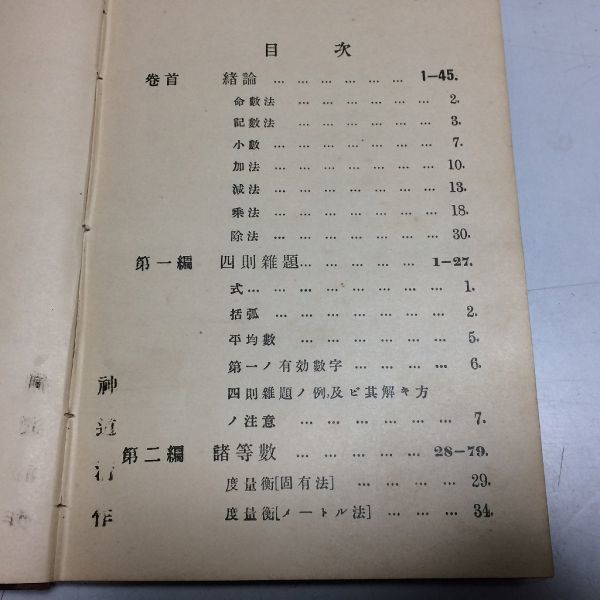 目次
卷首 緒論 … … … … … … 1—45.
命數法 … … … … … … 2.
記數法 … … … … … … 3.
小數 … … … … … … 7.
加法 … … … … … … 10.
減法 … … … … … … 13.
乘法 … … … … … … 18.
除法 … … … … … … 30.
第一編 四則雜題… … … … … 1—27.
式… … … … … … … 1.
括弧 … … … … … … 2.
平均數 … … … … … … 5.
第一ノ有効數字 … … … … … 6.
四則雜題ノ例,及ビ其解キ方
ノ注意 … … … … … … 7.
第二編 諸等數 … … … … … 28—79.
度量衡[固有法] … … … … 29.
度量衡[メートル法] … … … 34.
神
作